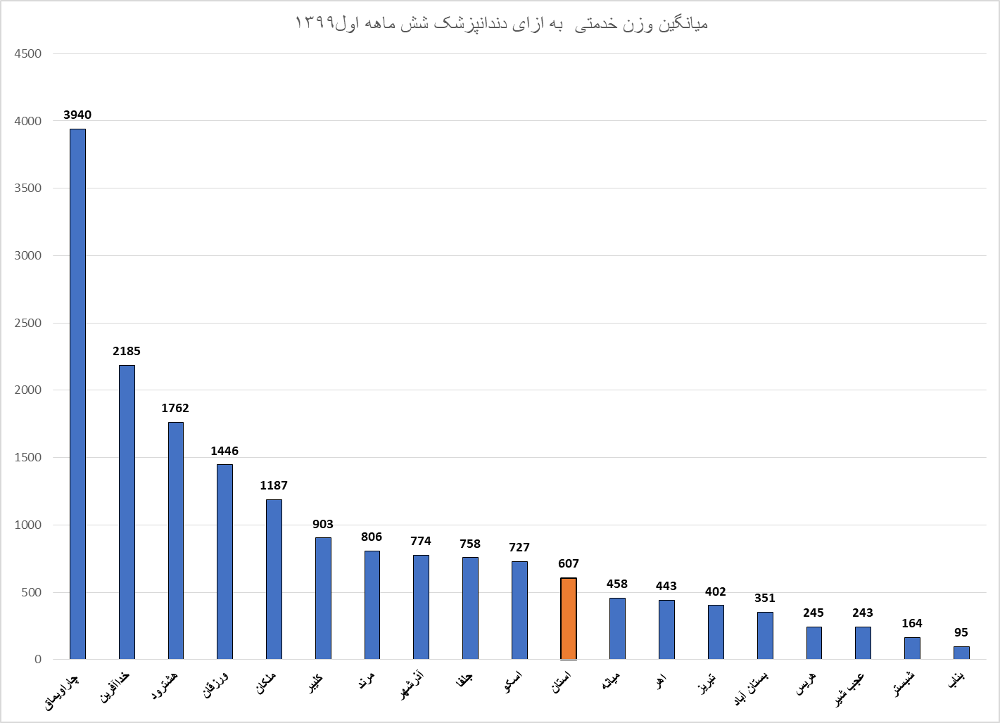 میانگین وزن خدمتی به ازای دندانپزشک شش ماهه اول۱۳۹۹
4500
4000
3500
3000
2500
2000
1500
1000
500
0
3940
2185
1762
1446
1187
903
806
774
758
727
607
458
443
402
351
245
243
164
95
چاراویماق
خداآفرین
هشترود
ورزقان
ملکان
کلیبر
مرند
آذرشهر
جلفا
اسکو
استان
میانه
اهر
تبریز
بستان آباد
هریس
عجب شیر
شبستر
بناب